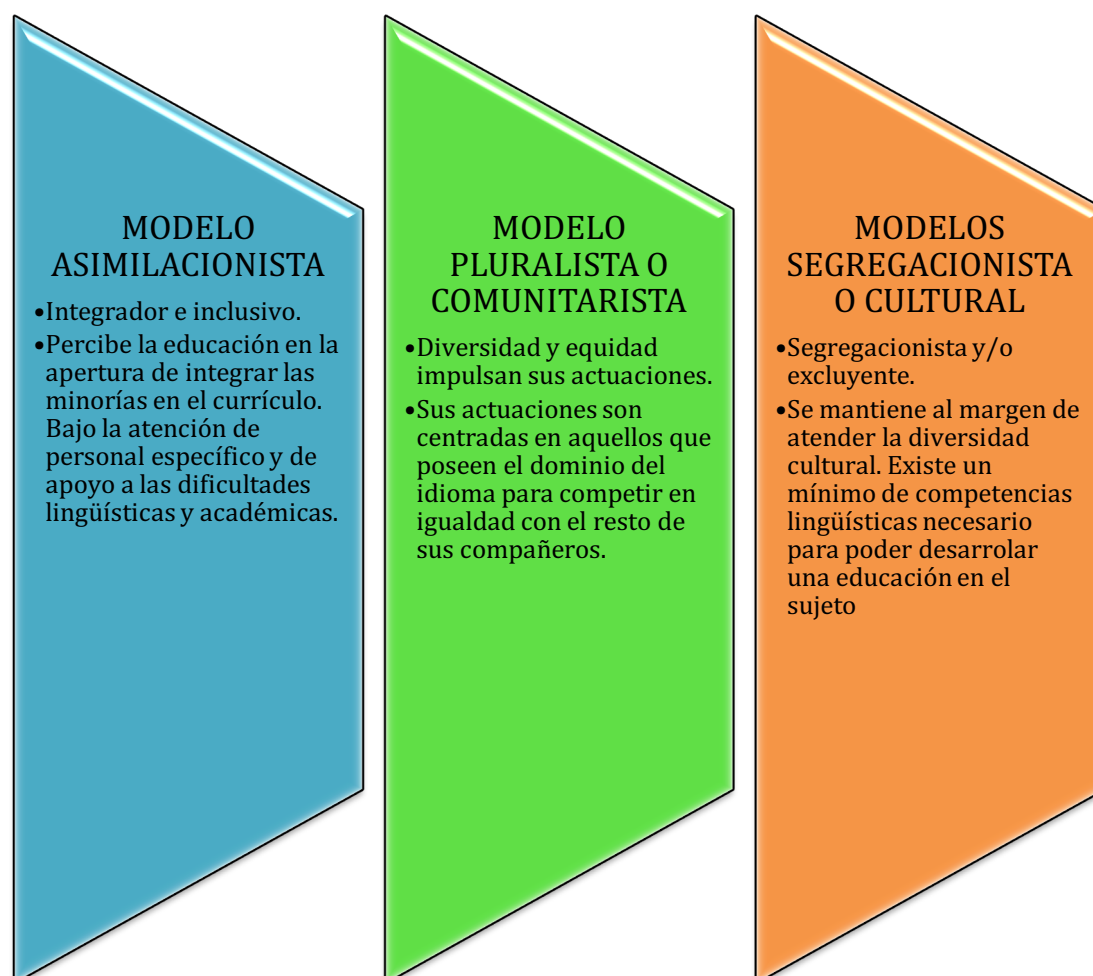 MODELO
ASIMILACIONISTA
•Integrador e inclusivo.
•Percibe la educación en la
apertura de integrar las
minorías en el currículo.
Bajo la atención de
personal específico y de
apoyo a las dificultades
lingüísticas y académicas.
MODELO
PLURALISTA O
COMUNITARISTA
•Diversidad y equidad
impulsan sus actuaciones.
•Sus actuaciones son
centradas en aquellos que
poseen el dominio del
idioma para competir en
igualdad con el resto de
sus compañeros.
MODELOS
SEGREGACIONISTA
O CULTURAL
•Segregacionista y/o
excluyente.
•Se mantiene al margen de
atender la diversidad
cultural. Existe un
mínimo de competencias
lingüísticas necesario
para poder desarrolar
una educación en el
sujeto